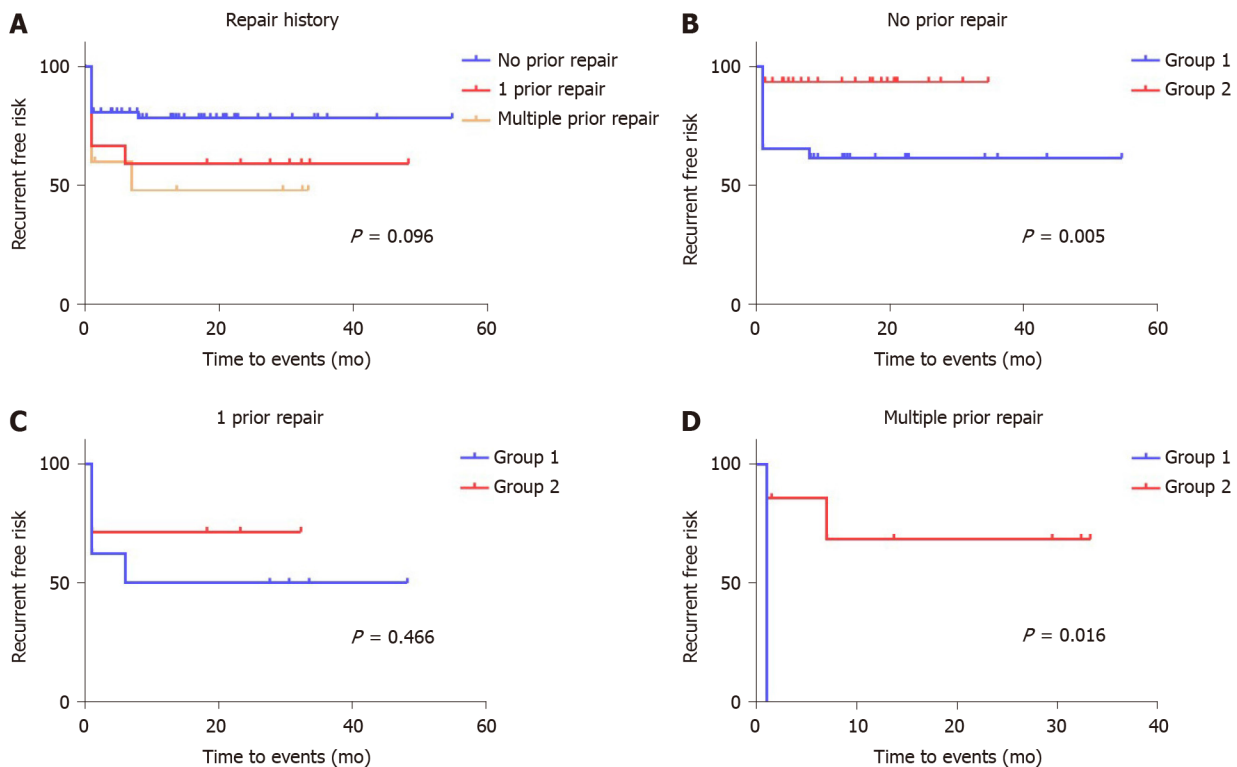 A
Repair history
No prior repair
1 prior repair
Multiple prior repair
100
50
0
Recurrent free risk
P = 0.096
0 20 40 60
Time to events (mo)
B
No prior repair
Group 1
Group 2
100
50
0
Recurrent free risk
P = 0.005
0 20 40 60
Time to events (mo)
C
1 prior repair
Group 1
Group 2
100
50
0
Recurrent free risk
P = 0.466
0 20 40 60
Time to events (mo)
D
Multiple prior repair
Group 1
Group 2
100
50
0
Recurrent free risk
P = 0.016
0 10 20 30 40
Time to events (mo)